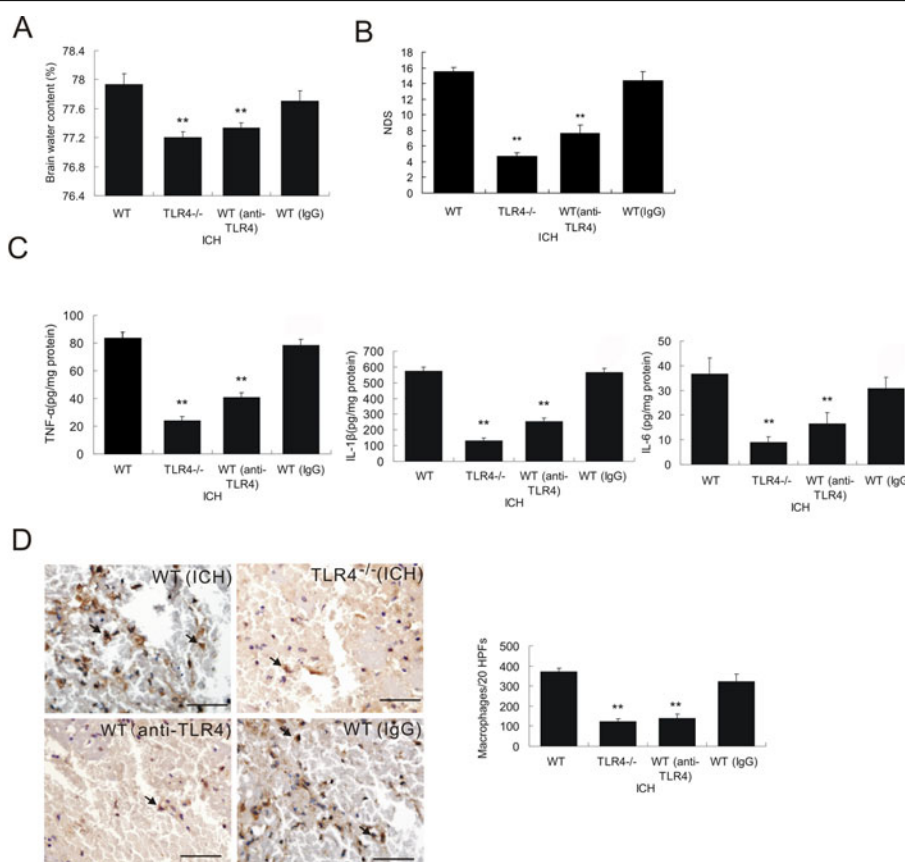 A
Brain water content (%)
78.4
78
77.6
77.2
76.8
76.4
**
**
WT
TLR4-/-
WT (anti-
TLR4)
WT (IgG)
ICH
B
NDS
18
16
14
12
10
8
6
4
2
0
**
**
WT
TLR4-/-
WT(anti-
TLR4)
WT(IgG)
ICH
C
TNF-α(pg/mg protein)
100
80
60
40
20
0
**
**
WT
TLR4-/-
WT (anti-
TLR4)
WT (IgG)
ICH
IL-1β(pg/mg protein)
700
600
500
400
300
200
100
0
**
**
WT
TLR4-/-
WT (anti-
TLR4)
WT (IgG)
ICH
IL-6 (pg/mg protein)
50
40
30
20
10
0
**
**
WT
TLR4-/-
WT (anti-
TLR4)
WT (IgG
ICH
D
WT (ICH)
TLR4-/-(ICH)
WT (anti-TLR4)
WT (IgG)
Macrophages/20 HPFs
500
400
300
200
100
0
**
**
WT
TLR4-/-
WT (anti-
TLR4)
WT (IgG)
ICH